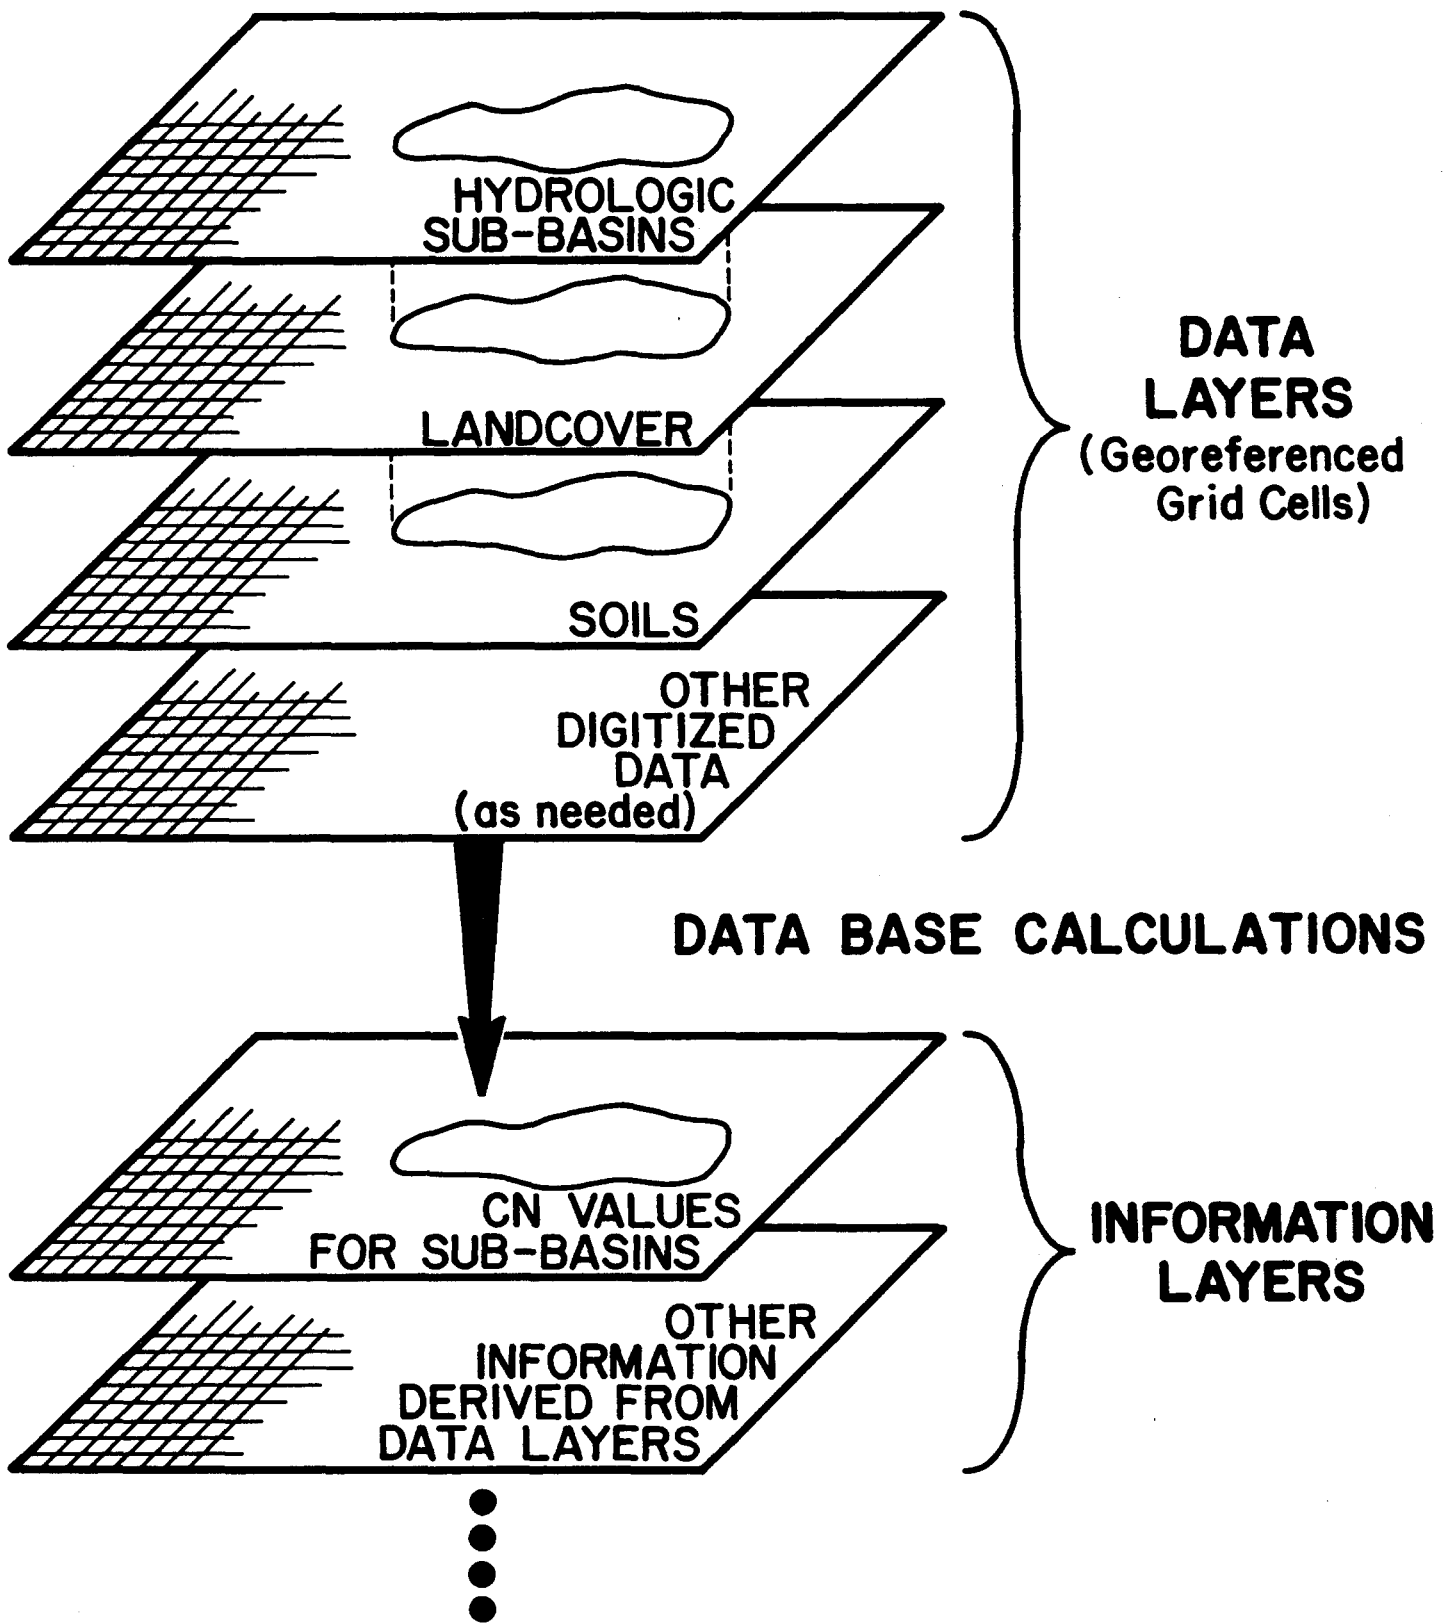 HYDROLOGIC
SUB-BASINS
LANDCOVER
SOILS
OTHER
DIGITIZED
DATA
(as needed)
DATA
LAYERS
(Georeferenced
Grid Cells)
DATA BASE CALCULATIONS
CN VALUES
FOR SUB-BASINS
OTHER
INFORMATION
DERIVED FROM
DATA LAYERS
INFORMATION
LAYERS